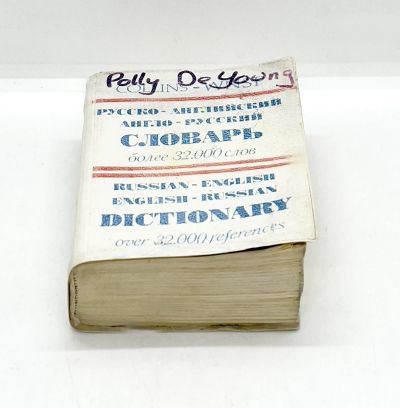 Polly DeYoung
COLLINS - 
РУССКО - АНГЛИЙСКИЙ
АНГЛО - РУССКИЙ
СЛОВАРЬ
более 32.000 слов
RUSSIAN - ENGLISH
ENGLISH - RUSSIAN
DICTIONARY
over 32.000 references